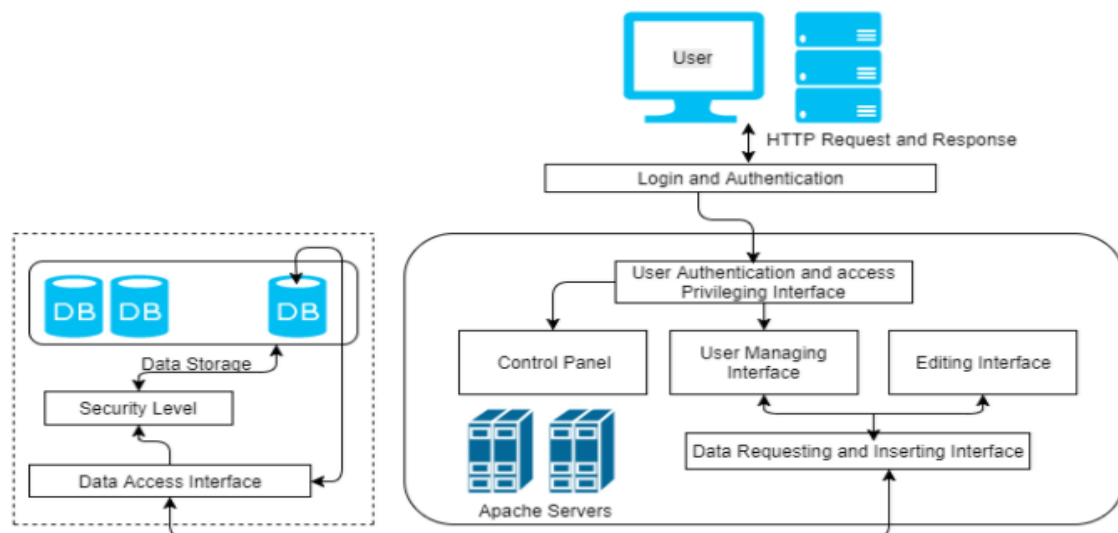 User
HTTP Request and Response
Login and Authentication
User Authentication and access
Privileging Interface
DB
DB
DB
Data Storage
Security Level
Data Access Interface
Control Panel
User Managing
Interface
Editing Interface
Data Requesting and Inserting Interface
Apache Servers